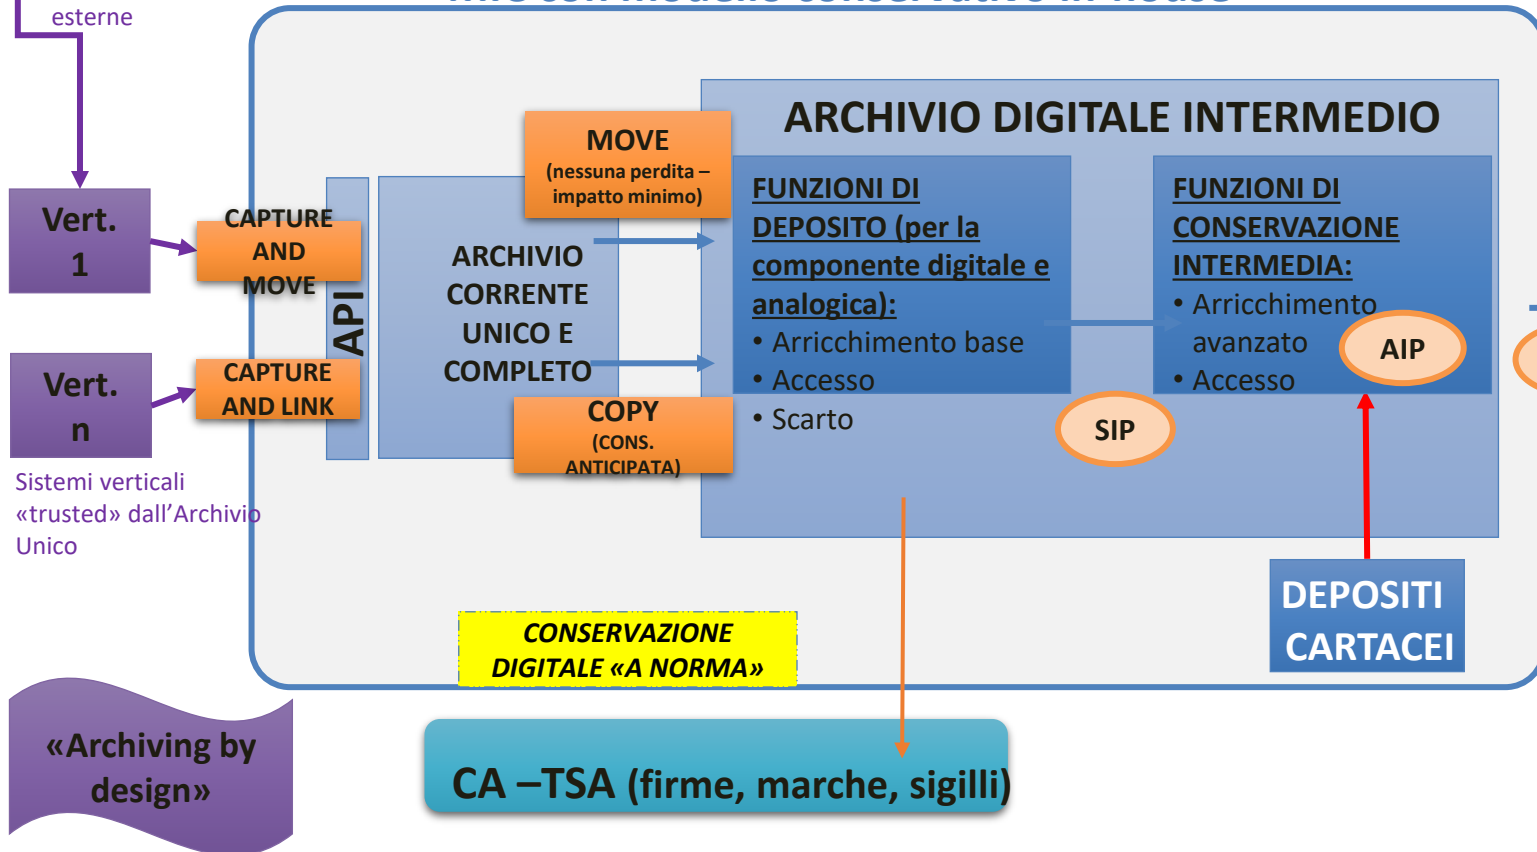 esterne
ARCHIVIO DIGITALE INTERMEDIO
MOVE
(nessuna perdita –
impatto minimo)
Vert.
1
CAPTURE
AND
MOVE
API
ARCHIVIO
CORRENTE
UNICO E
COMPLETO
FUNZIONI DI
DEPOSITO (per la
componente digitale e
analogica):
• Arricchimento base
• Accesso
• Scarto
FUNZIONI DI
CONSERVAZIONE
INTERMEDIA:
• Arricchimento
avanzato
• Accesso
AIP
SIP
Vert.
n
CAPTURE
AND LINK
COPY
(CONS.
ANTICIPATA)
Sistemi verticali
«trusted» dall’Archivio
Unico
DEPOSITI
CARTACEI
CONSERVAZIONE
DIGITALE «A NORMA»
«Archiving by
design»
CA –TSA (firme, marche, sigilli)